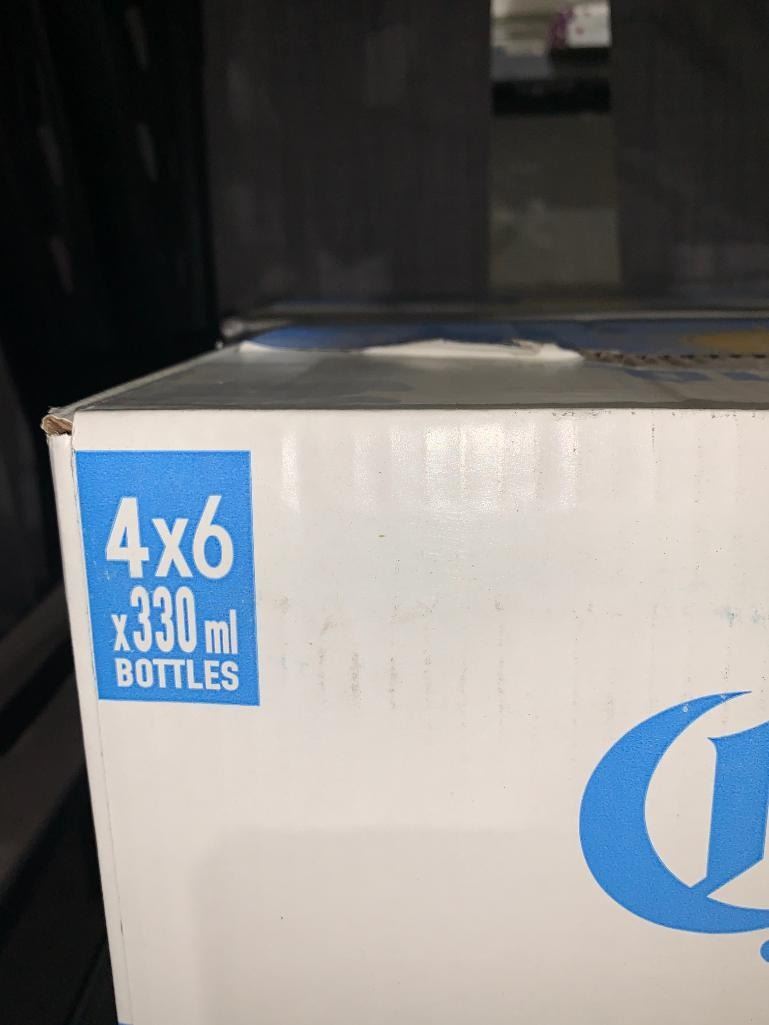 4x6
x330 ml
BOTTLES
C